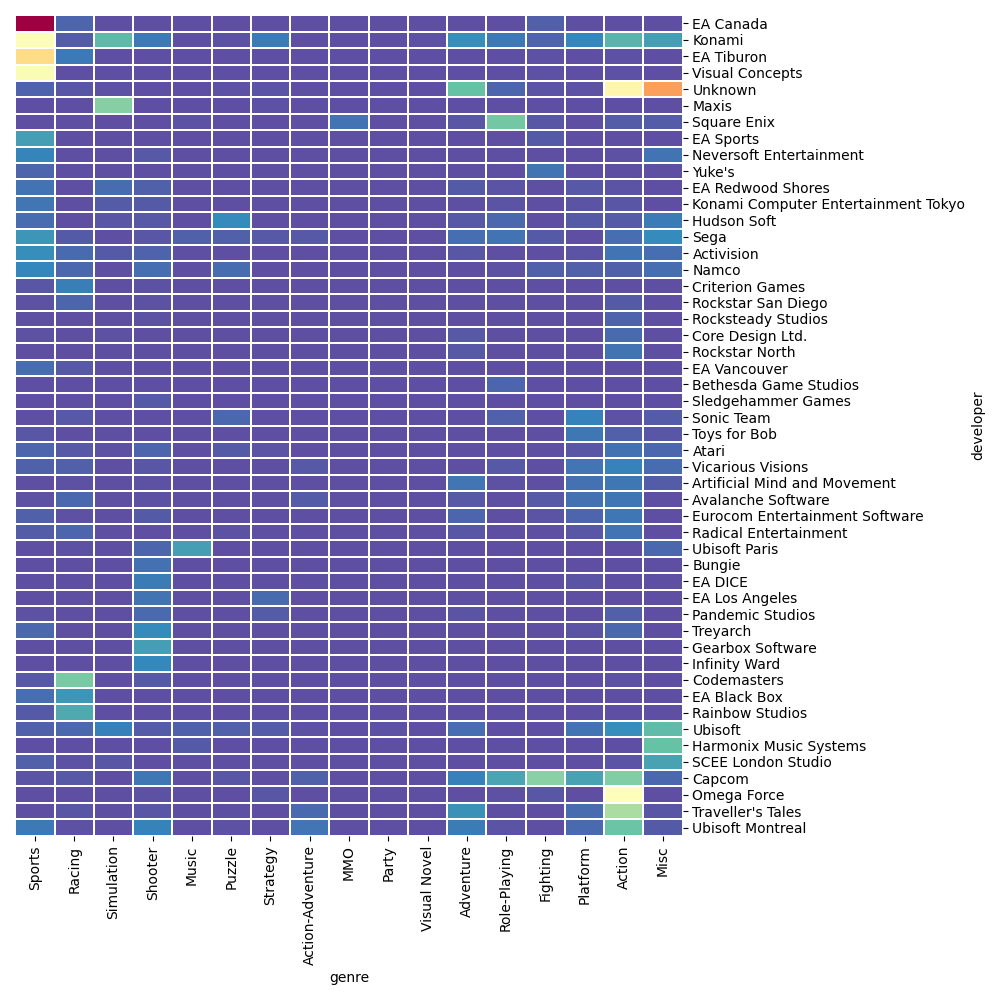 EA Canada
Konami
EA Tiburon
Visual Concepts
Unknown
Maxis
Square Enix
EA Sports
Neversoft Entertainment
Yuke's
EA Redwood Shores
Konami Computer Entertainment Tokyo
Hudson Soft
Sega
Activision
Namco
Criterion Games
Rockstar San Diego
Rocksteady Studios
Core Design Ltd.
Rockstar North
EA Vancouver
Bethesda Game Studios
Sledgehammer Games
Sonic Team
Toys for Bob
Atari
Vicarious Visions
Artificial Mind and Movement
Avalanche Software
Eurocom Entertainment Software
Radical Entertainment
Ubisoft Paris
Bungie
EA DICE
EA Los Angeles
Pandemic Studios
Treyarch
Gearbox Software
Infinity Ward
Codemasters
EA Black Box
Rainbow Studios
Ubisoft
Harmonix Music Systems
SCEE London Studio
Capcom
Omega Force
Traveller's Tales
Ubisoft Montreal
developer
Sports
Racing
Simulation
Shooter
Music
Puzzle
Strategy
Action-Adventure
MMO
Party
Visual Novel
Adventure
Role-Playing
Fighting
Platform
Action
Misc
genre